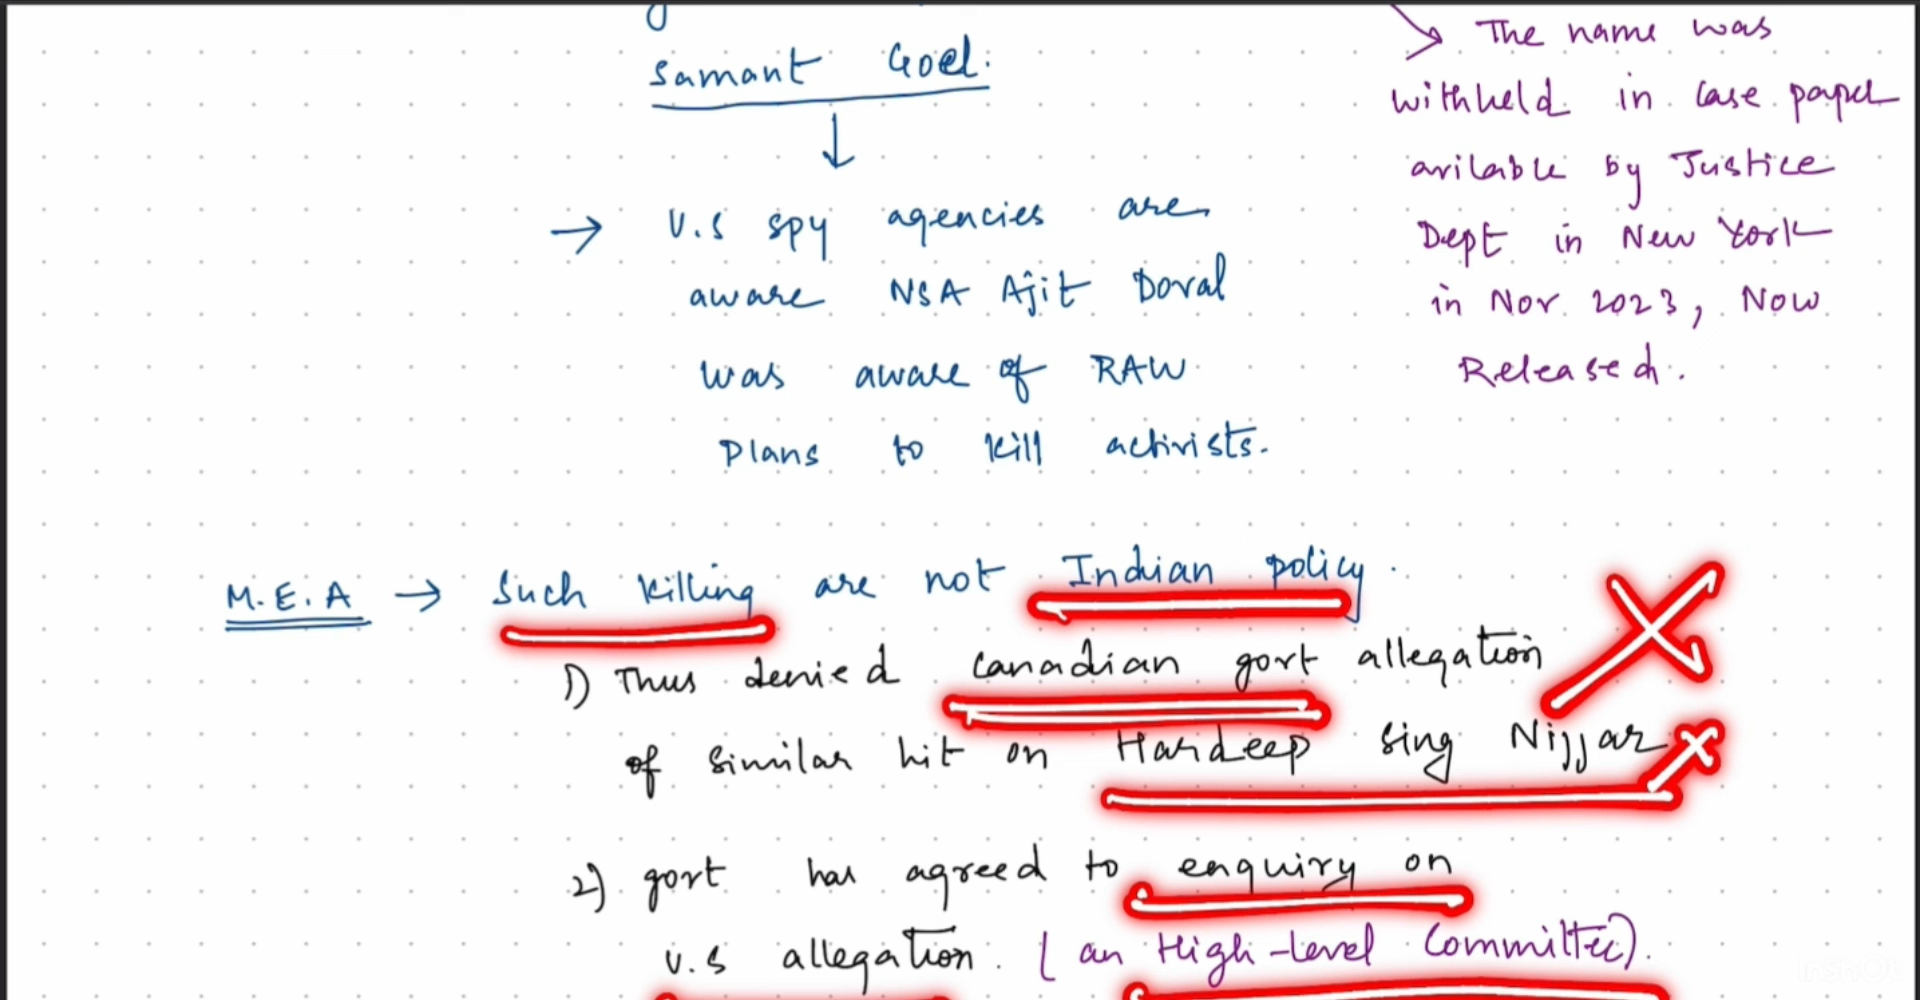 Samant Goel.
→ The name was
withheld in case paper
avilable by Justice
Dept in New York
in Nov 2023, Now
Released.
→ U.S spy agencies are
aware NSA Ajit Doval
was aware of RAW
plans to kill activists.
M.E.A → Such killing are not Indian policy.
1) Thus denied Canadian govt allegation
of similar hit on Hardeep sing Nijjar
2) govt has agreed to enquiry on
U.S allegation. (an High-level Committee).